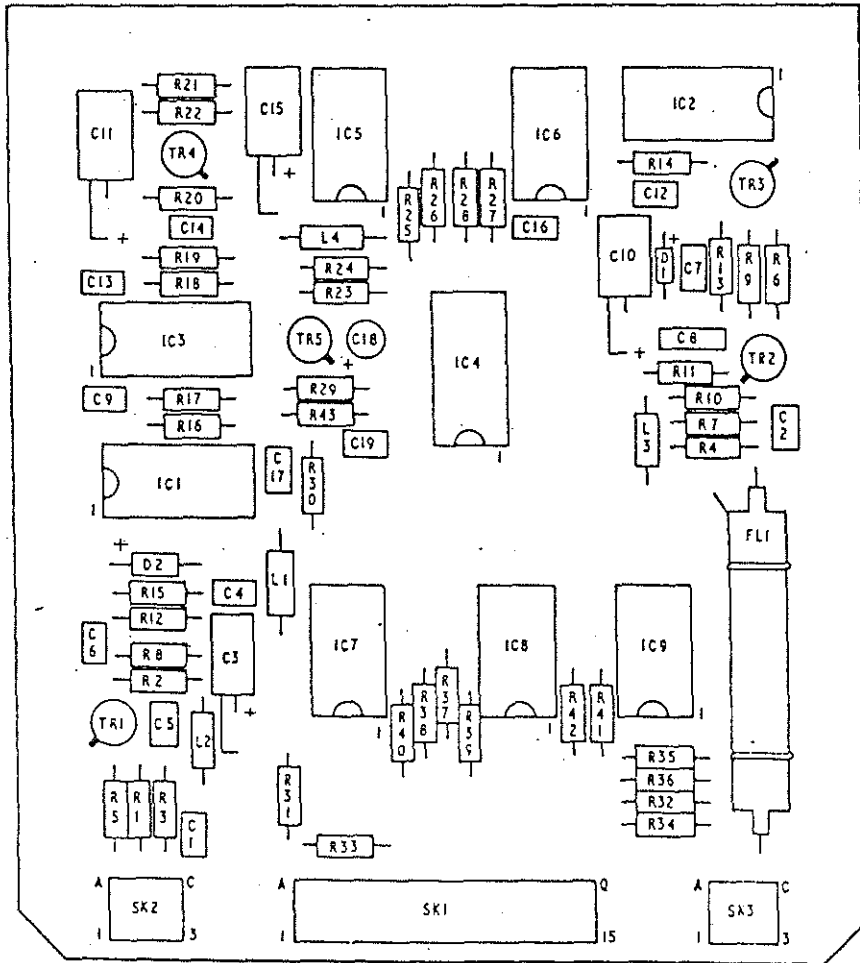 R21
R22
C11
C15
IC5
IC6
IC2
1
TR4
R14
TR3
C12
R20
+
1
1
R25
R26
R28
R27
C14
L4
C16
+
R19
R24
C10
D1
+
C7
R13
R9
R6
C13
R18
R23
IC3
1
TR5
C18
+
IC4
C8
TR2
+
R11
C9
R17
R29
R10
C2
R16
R43
R7
L3
C19
R4
1
IC1
1
C17
R30
FL1
+
D2
R15
C4
L1
R12
C6
R8
C3
IC7
IC8
IC9
R2
R37
R38
R40
R39
R42
R41
TR1
C5
L2
+
1
1
1
R35
R36
R32
R34
R5
R1
R3
C1
R31
R33
A
C
A
Q
A
C
SK2
SK1
SK3
1
3
1
15
1
3